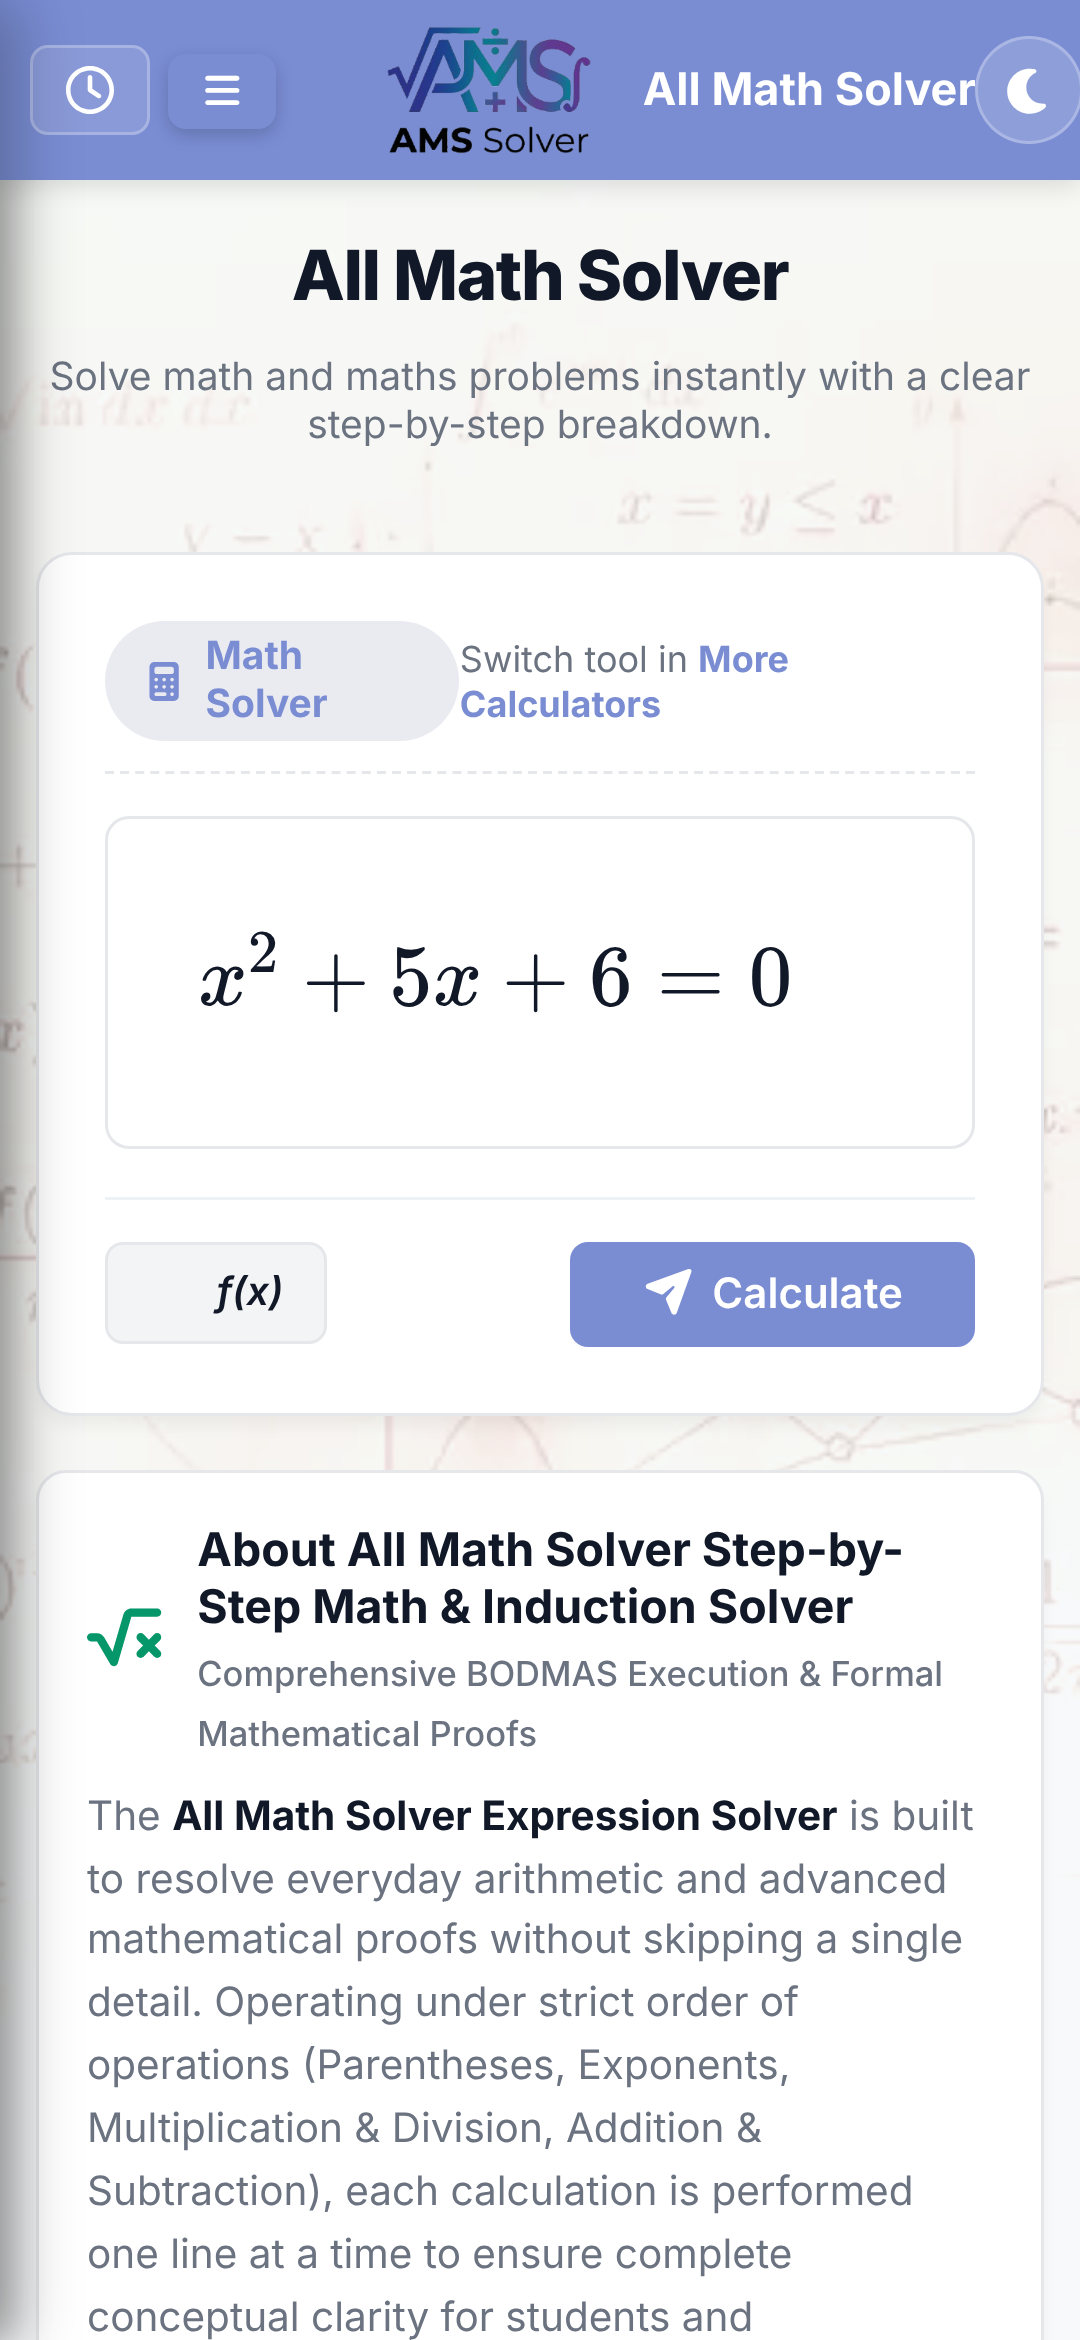 AMS
AMS Solver
All Math Solver
All Math Solver
Solve math and maths problems instantly with a clear
step-by-step breakdown.
x = y ≤ x
Math
Solver
Switch tool in More
Calculators
x² + 5x + 6 = 0
f(x)
Calculate
About All Math Solver Step-by-
Step Math & Induction Solver
Comprehensive BODMAS Execution & Formal
Mathematical Proofs
The All Math Solver Expression Solver is built
to resolve everyday arithmetic and advanced
mathematical proofs without skipping a single
detail. Operating under strict order of
operations (Parentheses, Exponents,
Multiplication & Division, Addition &
Subtraction), each calculation is performed
one line at a time to ensure complete
conceptual clarity for students and